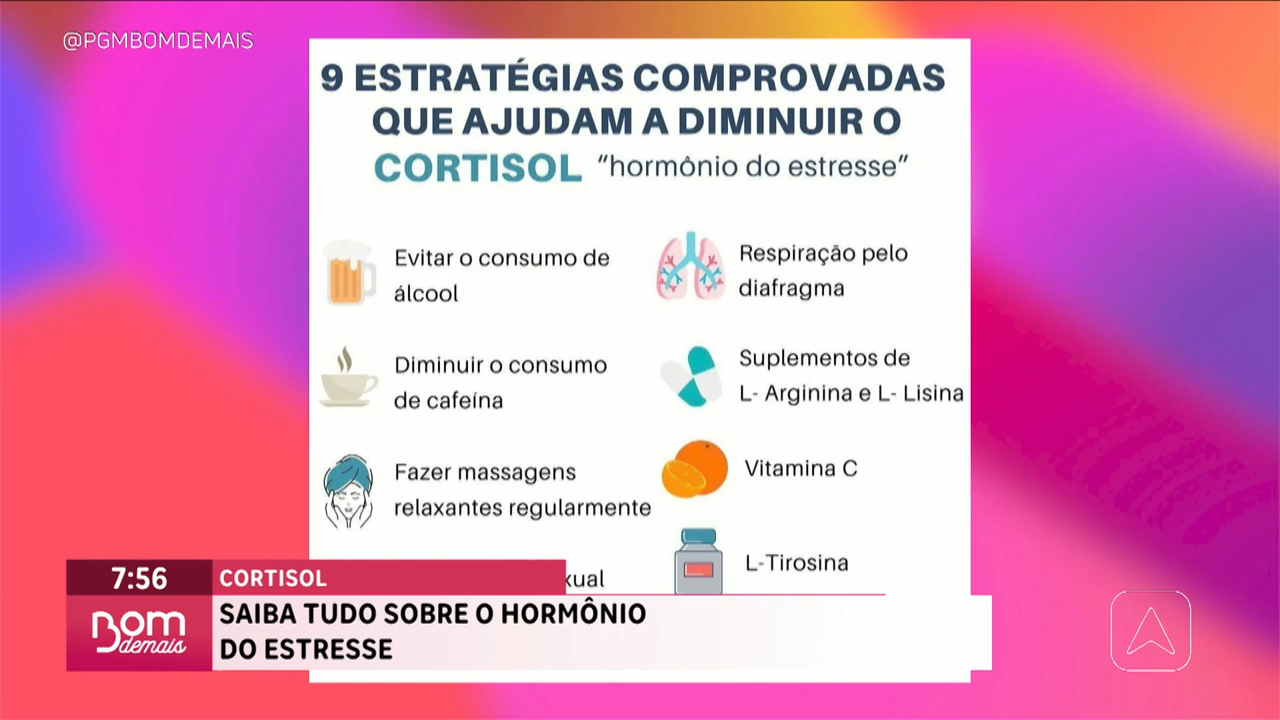 @PGMBOMDEMAIS
9 ESTRATÉGIAS COMPROVADAS
QUE AJUDAM A DIMINUIR O
CORTISOL "hormônio do estresse"
Evitar o consumo de
álcool
Diminuir o consumo
de cafeína
Fazer massagens
relaxantes regularmente
Respiração pelo
diafragma
Suplementos de
L- Arginina e L- Lisina
Vitamina C
L-Tirosina
7:56
CORTISOL
Bom
demais
SAIBA TUDO SOBRE O HORMÔNIO
DO ESTRESSE